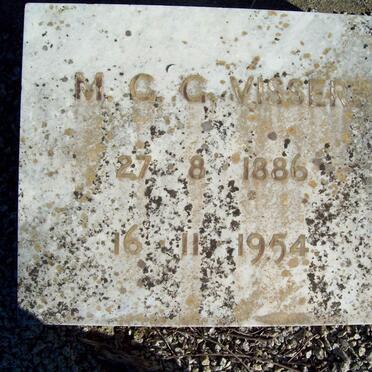 M. C. G. VISSER
27 - 8 - 1886
16 - 11 - 1954